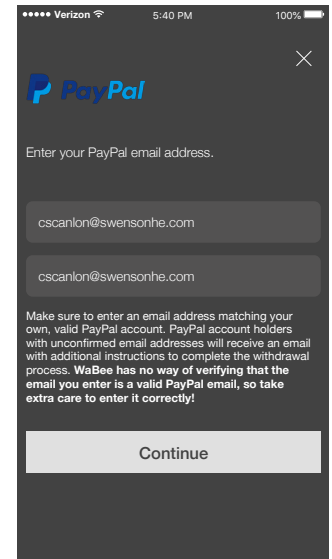 Verizon 5:40 PM 100%
PayPal
Enter your PayPal email address.
cscanlon@swensonhe.com
cscanlon@swensonhe.com
Make sure to enter an email address matching your
own, valid PayPal account. PayPal account holders
with unconfirmed email addresses will receive an email
with additional instructions to complete the withdrawal
process. WaBee has no way of verifying that the
email you enter is a valid PayPal email, so take
extra care to enter it correctly!
Continue